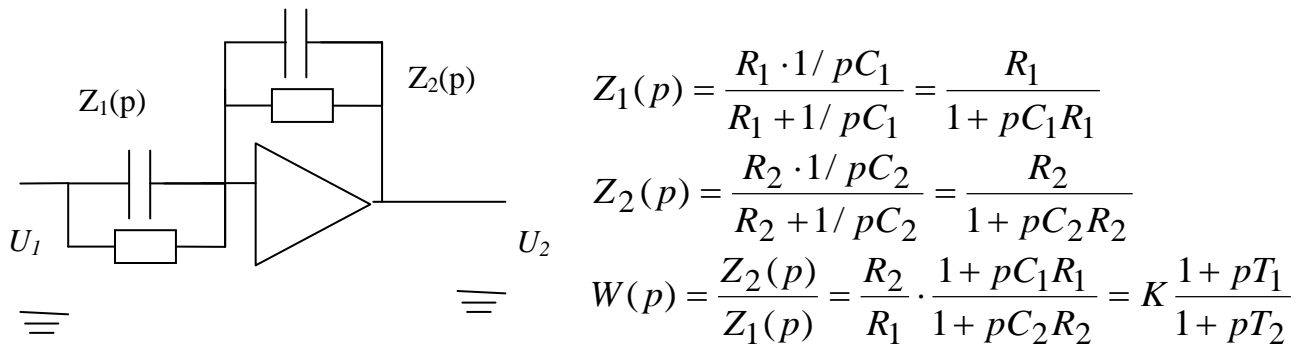 Z₁(p)
Z₂(p)
U₁
U₂
Z₁(p) = (R₁ · 1/ pC₁)/(R₁ + 1/ pC₁) = R₁/(1 + pC₁R₁)
Z₂(p) = (R₂ · 1/ pC₂)/(R₂ + 1/ pC₂) = R₂/(1 + pC₂R₂)
W(p) = Z₂(p)/Z₁(p) = R₂/R₁ · (1 + pC₁R₁)/(1 + pC₂R₂) = K (1 + pT₁)/(1 + pT₂)